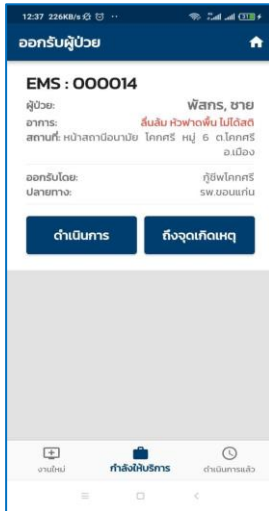 12:37 226KB/s
ออกรับผู้ป่วย
EMS : 000014
ผู้ป่วย: พัสกร, ชาย
อาการ: ลื่นล้ม หัวฟาดพื้น ไม่ได้สติ
สถานที่: หน้าสถานีอนามัย โคกศรี หมู่ 6 ต.โคกศรี
อ.เมือง
ออกรับโดย: กู้ชีพโคกศรี
ปลายทาง: รพ.ขอนแก่น
ดำเนินการ ถึงจุดเกิดเหตุ
งานใหม่ กำลังให้บริการ ดำเนินการแล้ว